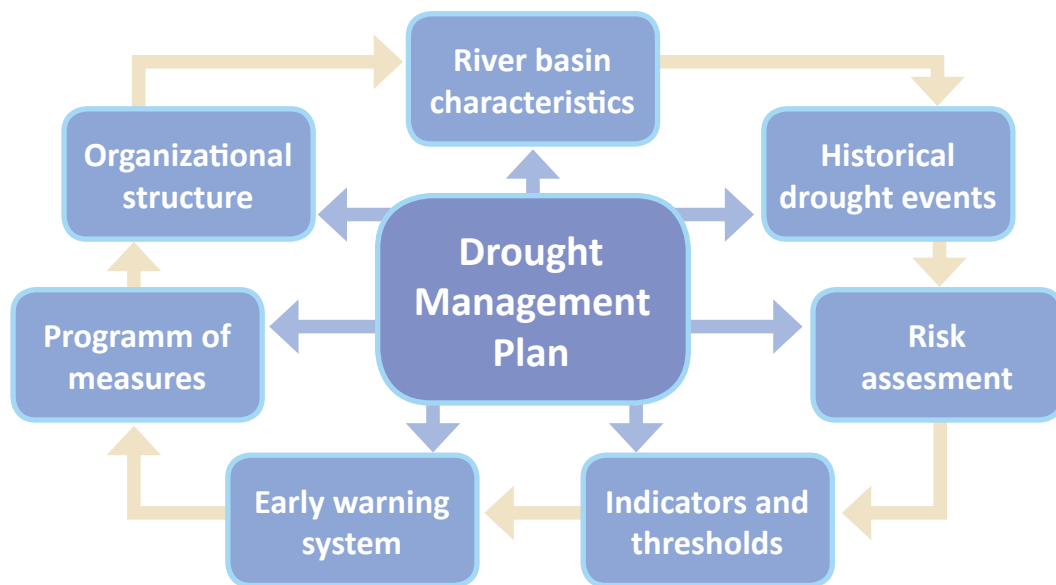 River basin
characteristics
Organizational
structure
Historical
drought events
Drought
Management
Plan
Programm of
measures
Risk
assesment
Early warning
system
Indicators and
thresholds